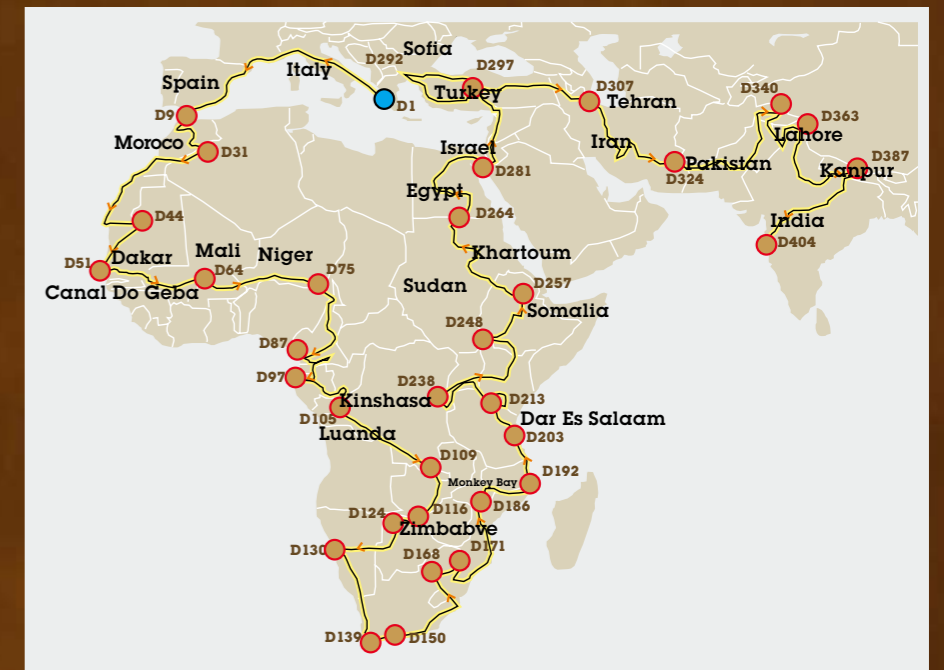 Sofia
D292
D297
Italy
Spain
Turkey
D307
D340
D1
Tehran
D9
D363
Lahore
Moroco
Iran
Israel
D31
Pakistan
D387
D281
D324
Kanpur
Egypt
D44
D264
India
D404
Dakar
Mali
Niger
Khartoum
D51
D64
D75
Canal Do Geba
Sudan
D257
Somalia
D248
D87
D97
D238
Kinshasa
D213
D105
Dar Es Salaam
Luanda
D203
D109
D192
Monkey Bay
D186
D116
D124
Zimbabve
D130
D171
D168
D139
D150